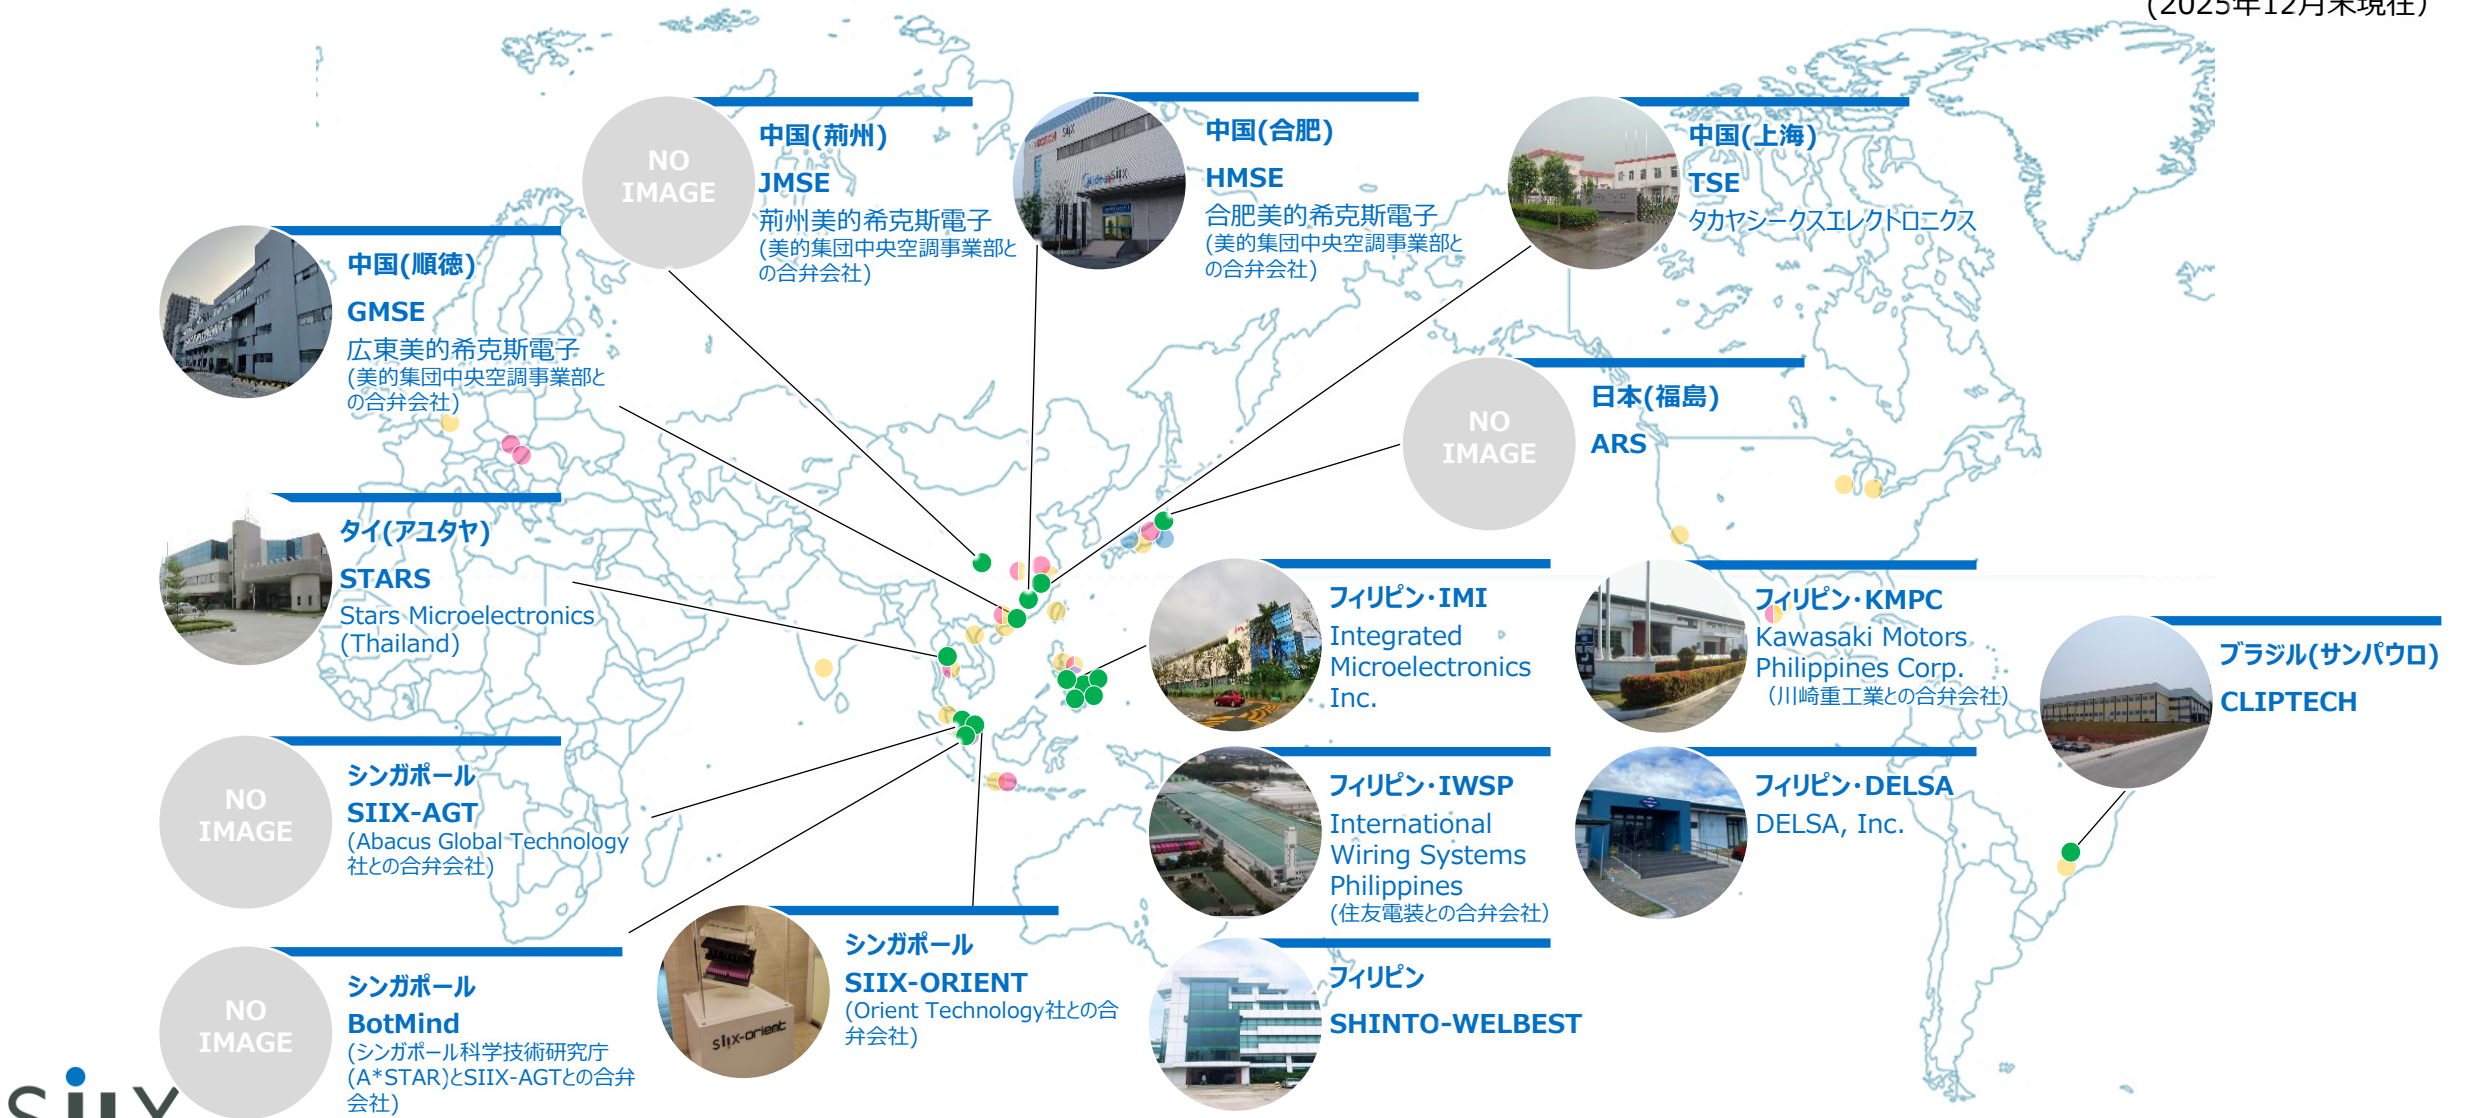 (2025年12月末現在)
中国(荊州)
JMSE
荊州美的希克斯電子
(美的集団中央空調事業部と
の合弁会社)
NO
IMAGE
中国(合肥)
HMSE
合肥美的希克斯電子
(美的集団中央空調事業部と
の合弁会社)
中国(上海)
TSE
タカヤシークスエレクトロニクス
中国(順徳)
GMSE
広東美的希克斯電子
(美的集団中央空調事業部と
の合弁会社)
日本(福島)
ARS
NO
IMAGE
タイ(アユタヤ)
STARS
Stars Microelectronics
(Thailand)
フィリピン・IMI
Integrated
Microelectronics
Inc.
フィリピン・KMPC
Kawasaki Motors
Philippines Corp.
（川崎重工業との合弁会社）
ブラジル(サンパウロ)
CLIPTECH
シンガポール
SIIX-AGT
(Abacus Global Technology
社との合弁会社)
NO
IMAGE
フィリピン・IWSP
International
Wiring Systems
Philippines
(住友電装との合弁会社）
フィリピン・DELSA
DELSA, Inc.
シンガポール
BotMind
(シンガポール科学技術研究庁
(A*STAR)とSIIX-AGTとの合弁
会社)
NO
IMAGE
シンガポール
SIIX-ORIENT
(Orient Technology社との合
弁会社)
siix-orient
フィリピン
SHINTO-WELBEST
siix